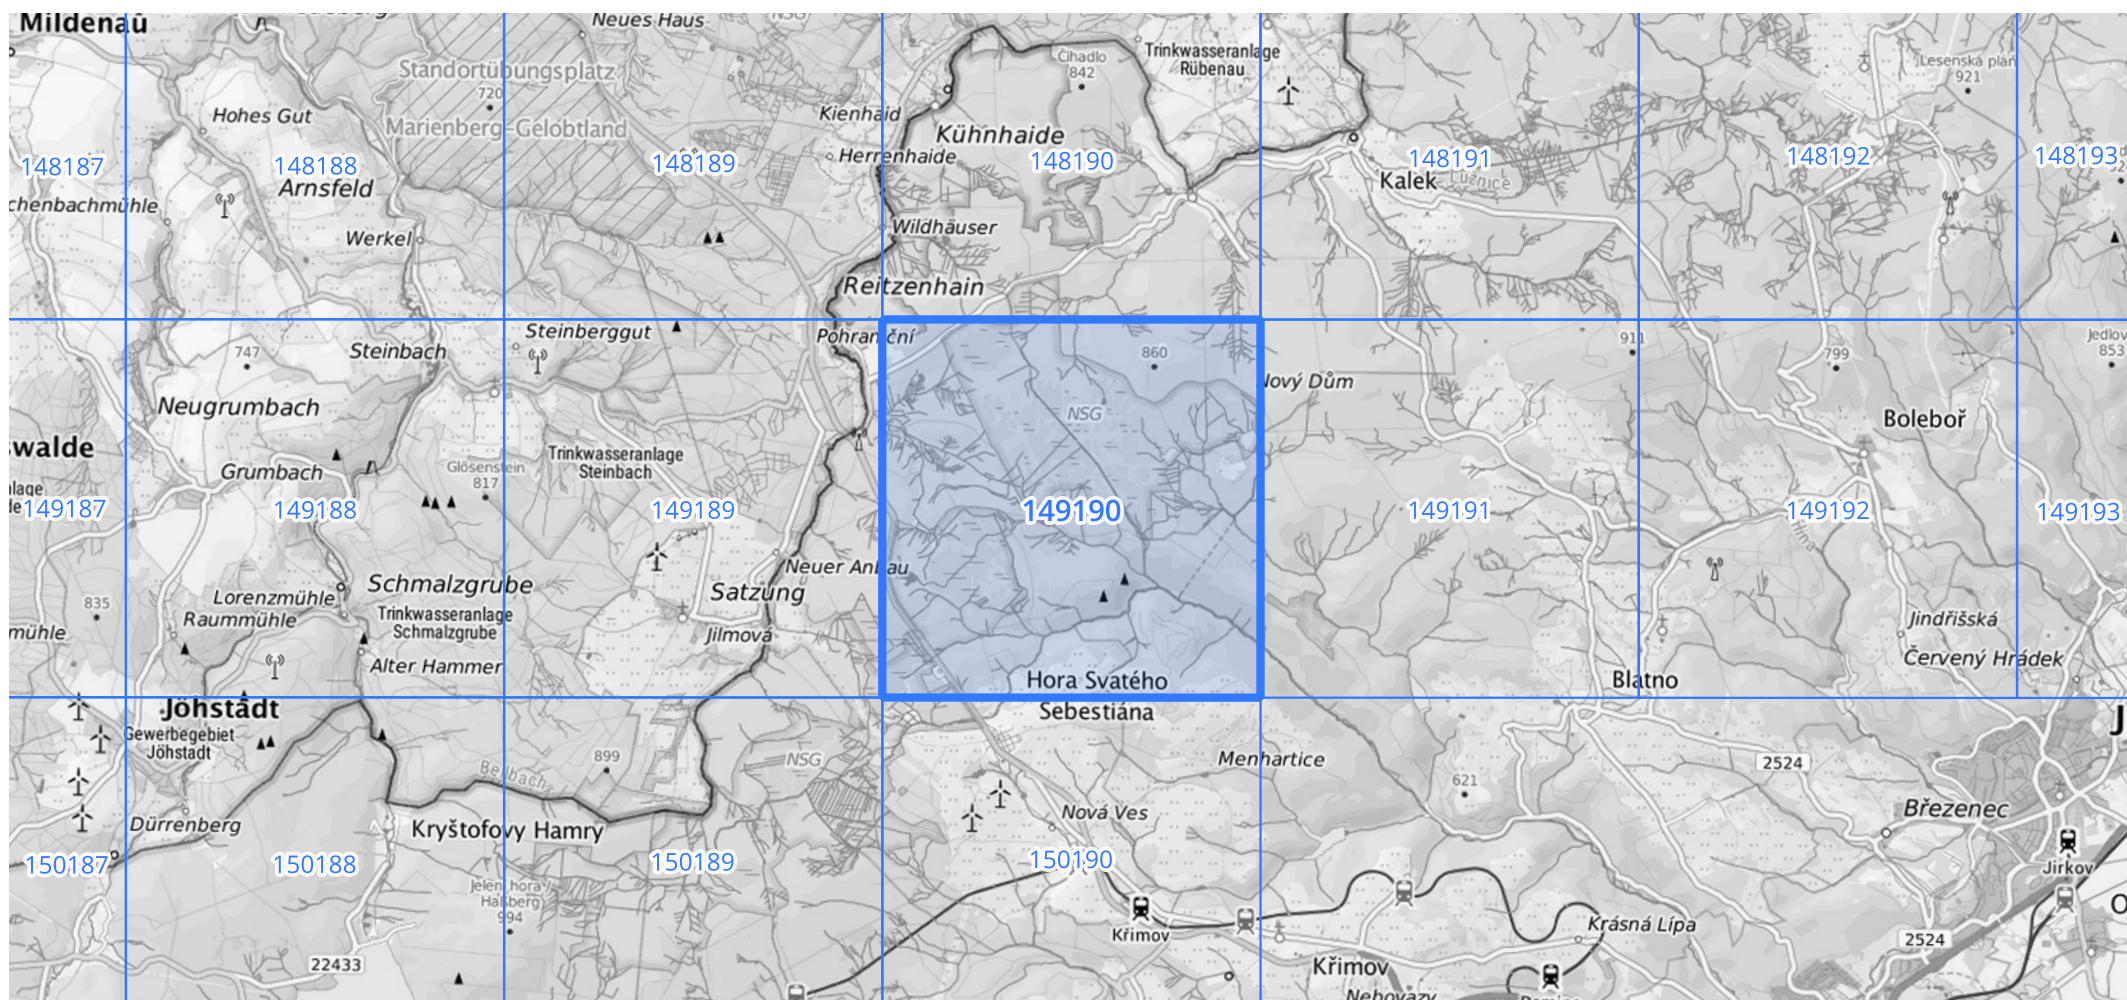 Mildenau
Neues Haus
NSG
Standortübungsplatz
720
Marienberg-Gelobtland
Čihadlo
842
Trinkwasseranlage
Rübenau
Lesenská pláň
921
Hohes Gut
Kienhaid
Kühnhaide
148187
148188
148189
Herrenhaide
148190
148191
148192
148193
Arnsfeld
Kalek
Lužnice
chenbachmühle
Werkel
Wildhäuser
Reitzenhain
Steinberggut
Pohraniční
747
Steinbach
860
911
799
Jedlov
853
Neugrumbach
Nový Dům
NSG
Boleboř
swalde
Grumbach
Glösenstein
817
Trinkwasseranlage
Steinbach
nlage
149187
149188
149189
149190
149191
149192
149193
Neuer Anbau
835
Lorenzmühle
Schmalzgrube
Satzung
Raummühle
Trinkwasseranlage
Schmalzgrube
mühle
Jilmová
Jindřišská
Alter Hammer
Hora Svatého
Sebestiána
Blatno
Červený Hrádek
Jöhstadt
Gewerbegebiet
Jöhstadt
899
NSG
Menhartice
2524
621
Dürrenberg
Kryštofovy Hamry
Nová Ves
Březenec
150187
150188
150189
150190
Jirkov
Jelení hora
Haßberg
994
Křimov
Krásná Lípa
22433
Křimov
2524
Nebovazy